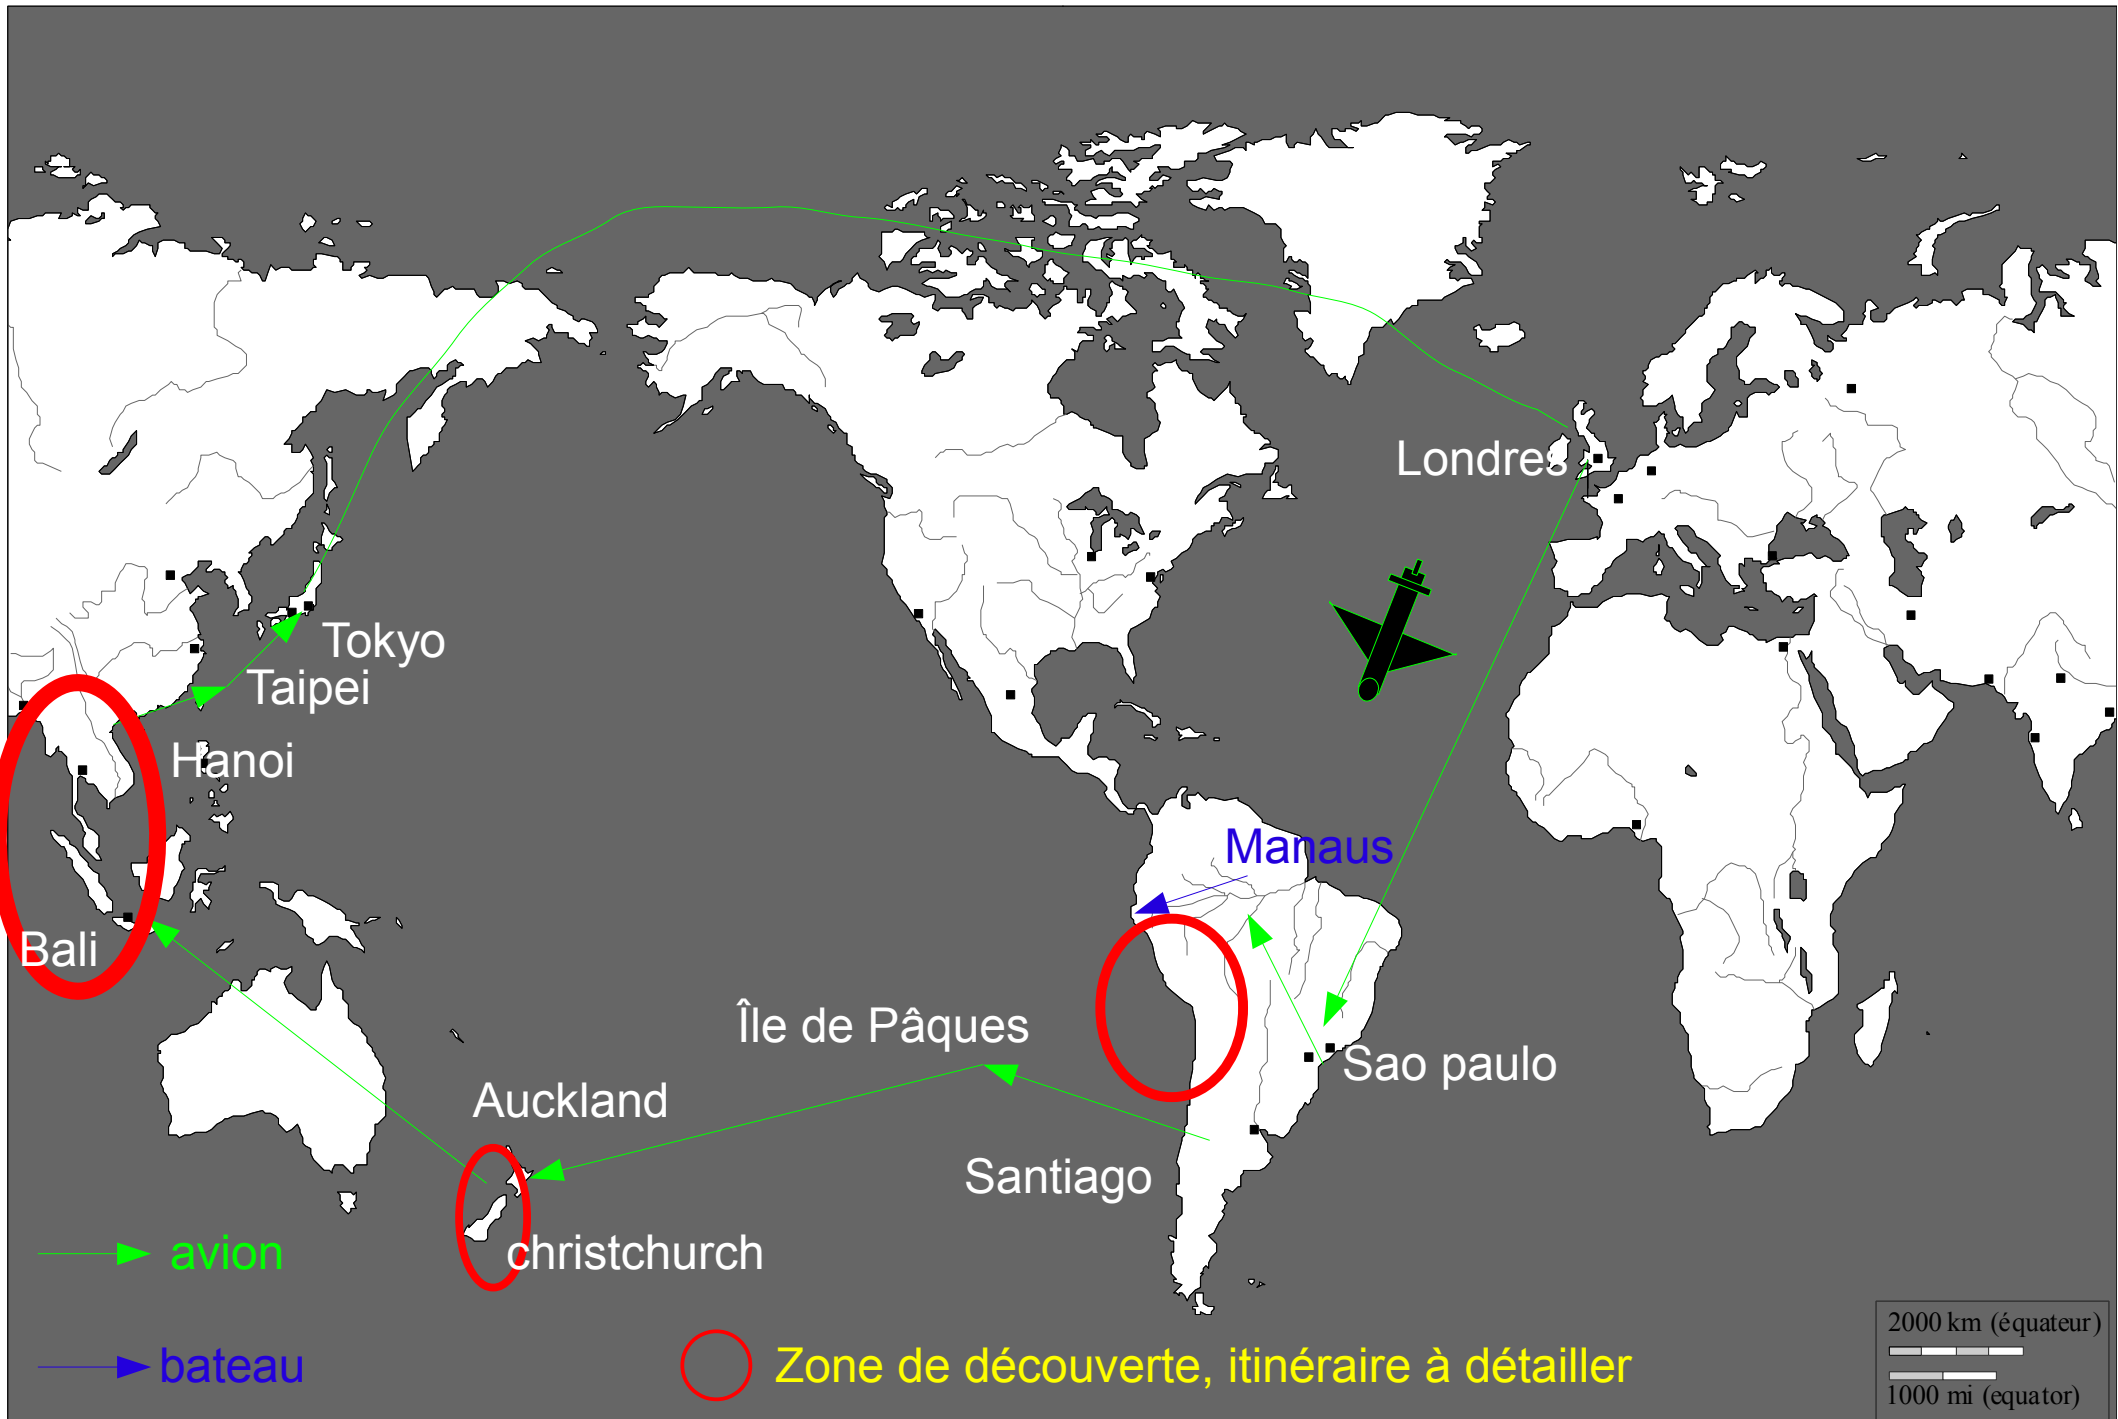 Londres
Tokyo
Taipei
Hanoi
Manaus
Bali
Île de Pâques
Sao paulo
Auckland
Santiago
christchurch
avion
bateau
Zone de découverte, itinéraire à détailler
2000 km (équateur)
1000 mi (equator)